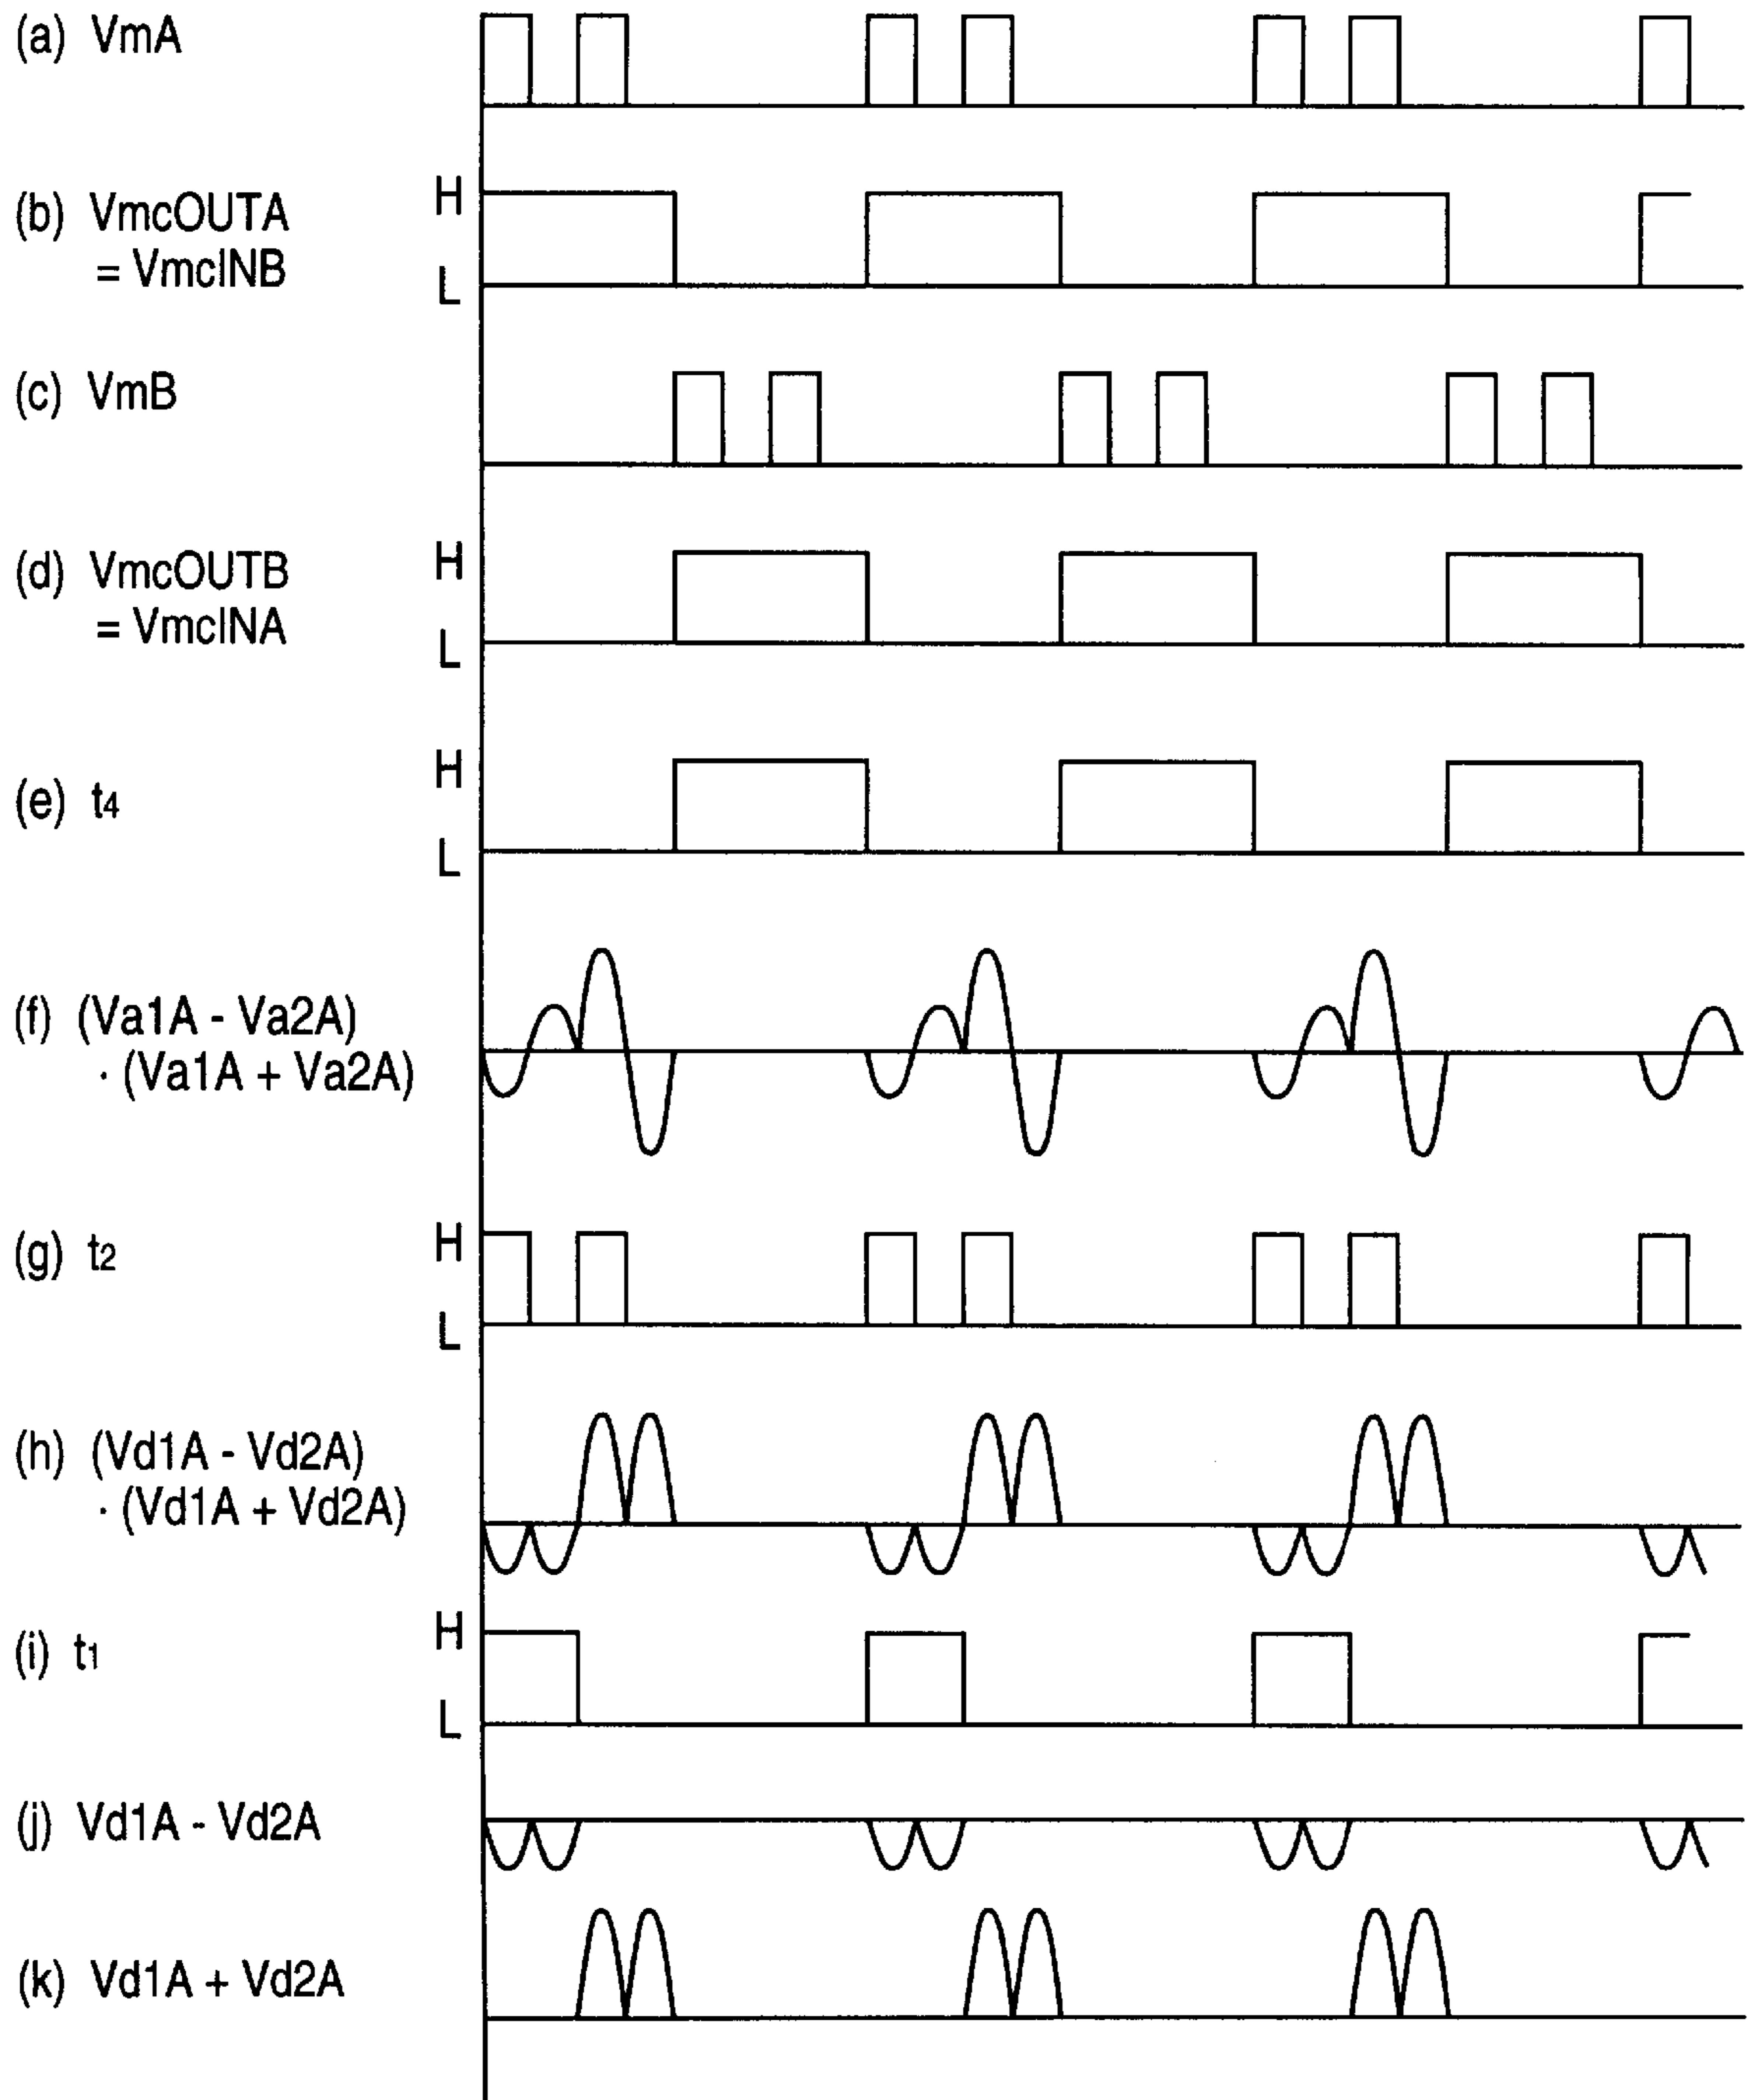 (a) VmA
(b) VmcOUTA
= VmcINB
H
L
(c) VmB
(d) VmcOUTB
= VmcINA
H
L
(e) t4
H
L
(f) (Va1A - Va2A)
· (Va1A + Va2A)
(g) t2
H
L
(h) (Vd1A - Vd2A)
· (Vd1A + Vd2A)
(i) t1
H
L
(j) Vd1A - Vd2A
(k) Vd1A + Vd2A